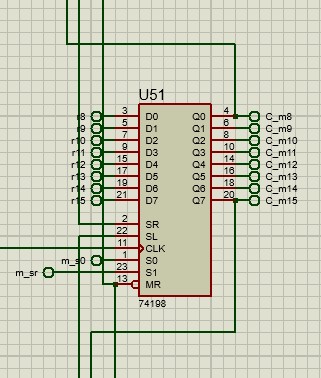 U51
r8 3 D0 Q0 4 C_m8
r9 5 D1 Q1 6 C_m9
r10 7 D2 Q2 8 C_m10
r11 9 D3 Q3 10 C_m11
r12 15 D4 Q4 14 C_m12
r13 17 D5 Q5 16 C_m13
r14 19 D6 Q6 18 C_m14
r15 21 D7 Q7 20 C_m15
2 SR
22 SL
11 CLK
m_s0 1 S0
m_sr 23 S1
13 MR
74198